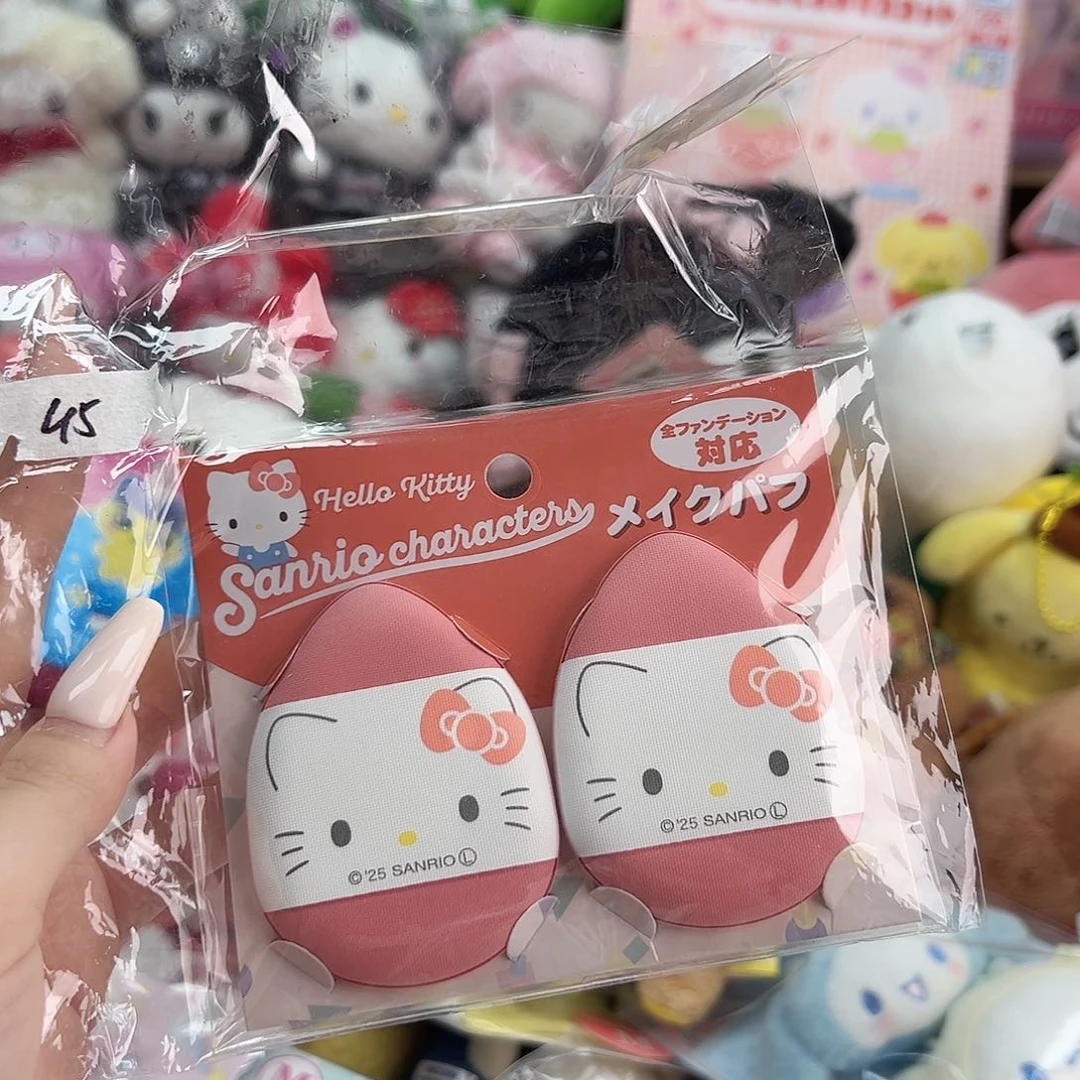 45
全ファンデーション
対応
Hello Kitty
Sanrio characters
メイクパフ
©'25 SANRIO Ⓛ
©'25 SANRIO Ⓛ